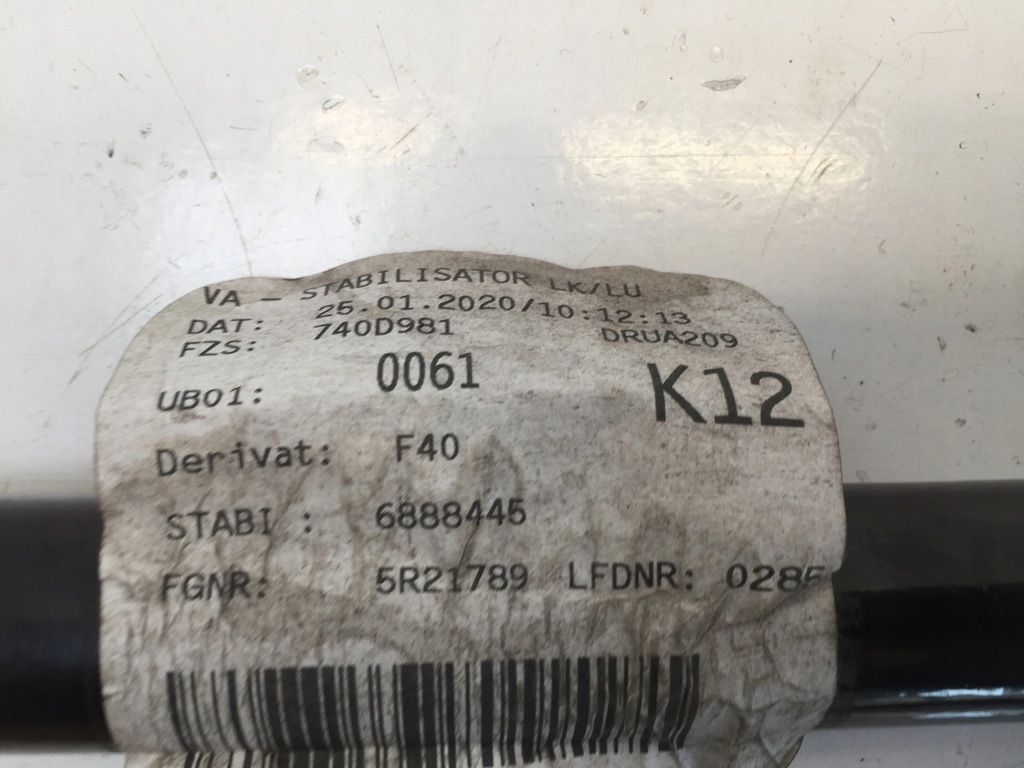 VA - STABILISATOR LK/LU
DAT: 25.01.2020/10:12:13
FZS: 740D981 DRUA209
UB01: 0061 K12
Derivat: F40
STABI : 6888445
FGNR: 5R21789 LFDNR: 0285